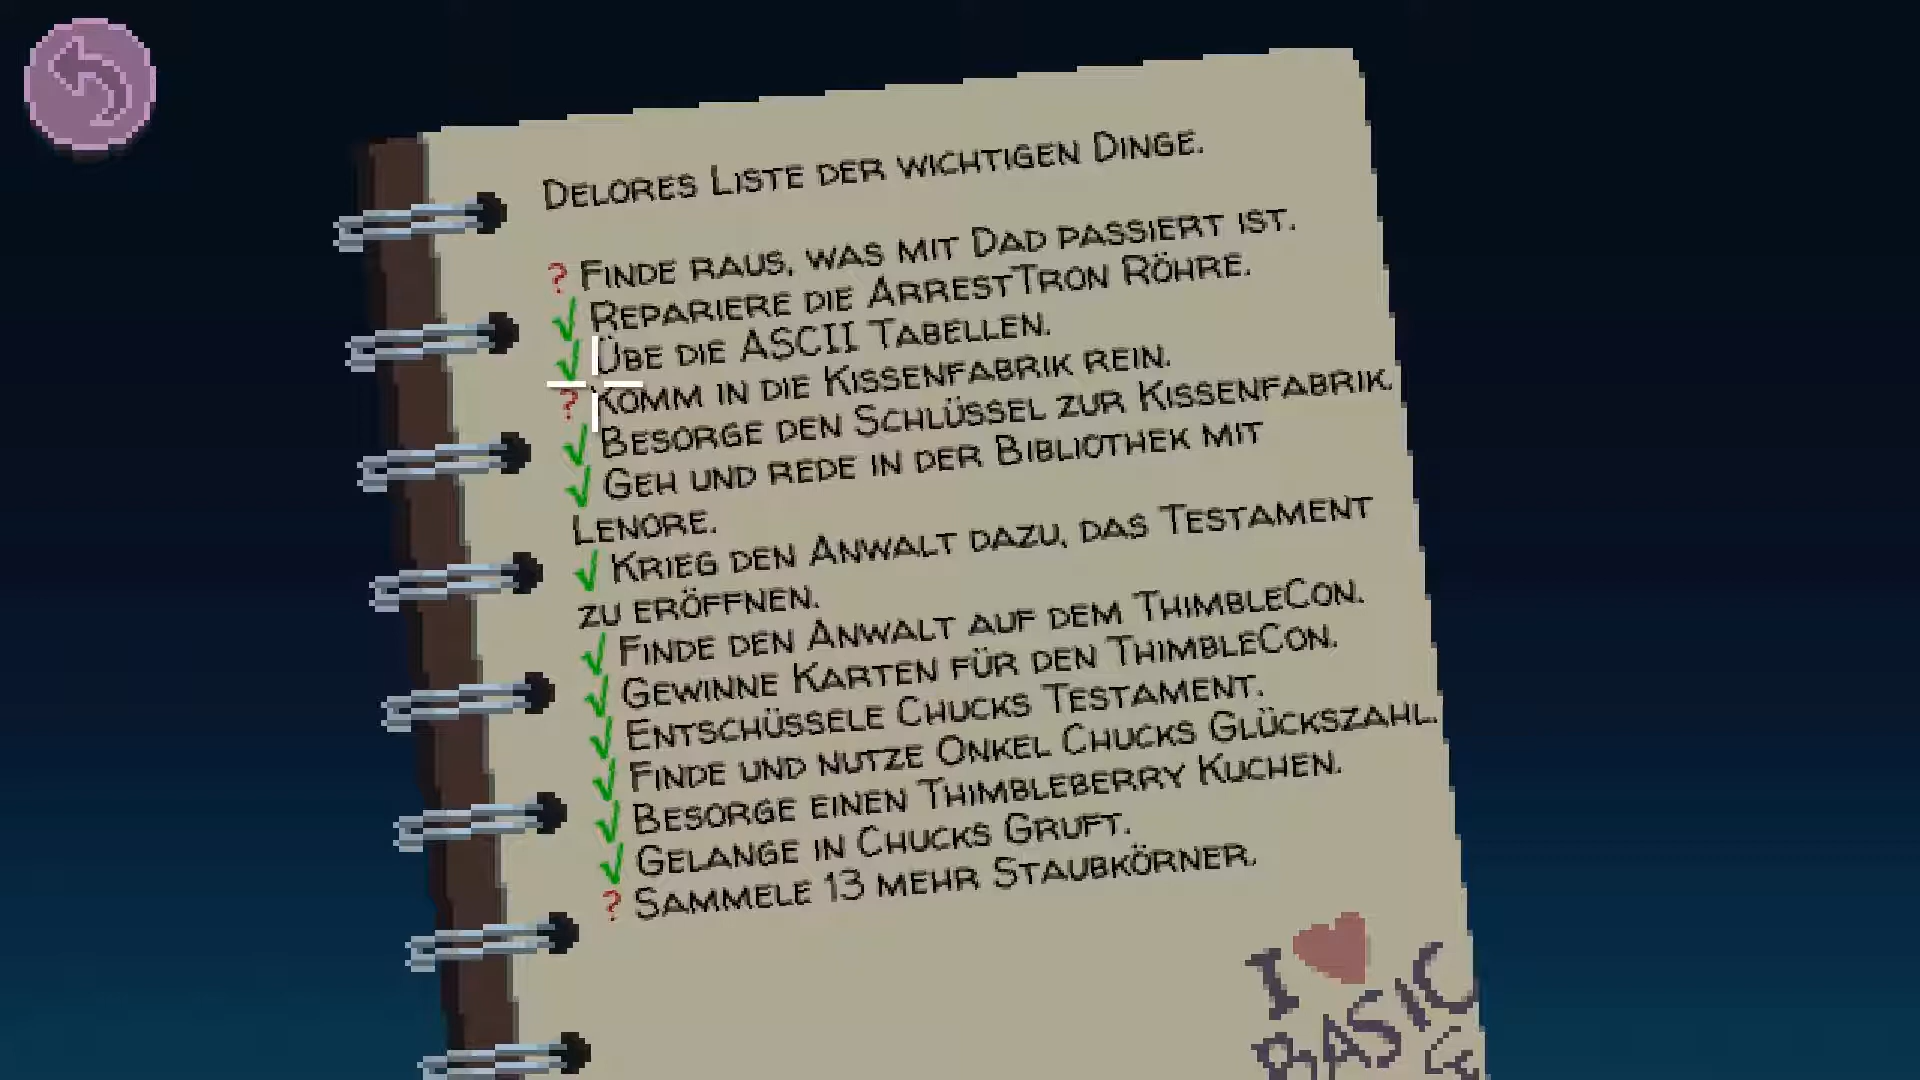 Delores Liste der wichtigen Dinge.
? Finde raus, was mit Dad passiert ist.
√ Repariere die ArrestTron Röhre.
√ Übe die ASCII Tabellen.
? Komm in die Kissenfabrik rein.
√ Besorge den Schlüssel zur Kissenfabrik.
√ Geh und rede in der Bibliothek mit
Lenore.
√ Krieg den Anwalt dazu, das Testament
zu eröffnen.
√ Finde den Anwalt auf dem ThimbleCon.
√ Gewinne Karten für den ThimbleCon.
√ Entschüssele Chucks Testament.
√ Finde und nutze Onkel Chucks Glückszahl.
√ Besorge einen Thimbleberry Kuchen.
√ Gelange in Chucks Gruft.
? Sammele 13 mehr Staubkörner.
I ♥
BASIC